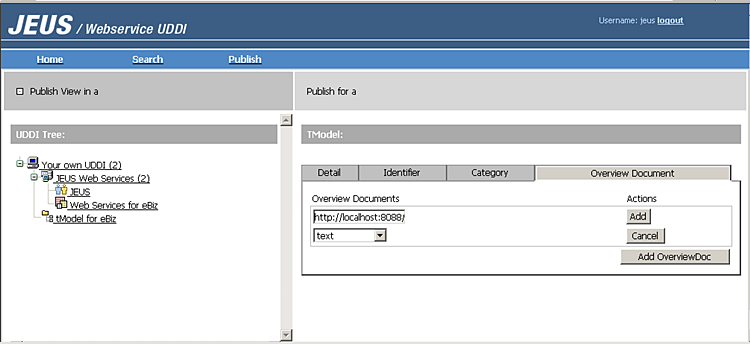 JEUS / Webservice UDDI
Username: jeus logout
Home Search Publish
Publish View in a
Publish for a
UDDI Tree:
Your own UDDI (2)
JEUS Web Services (2)
JEUS
Web Services for eBiz
tModel for eBiz
TModel:
Detail Identifier Category Overview Document
Overview Documents Actions
http://localhost:8088/ Add
text Cancel
Add OverviewDoc